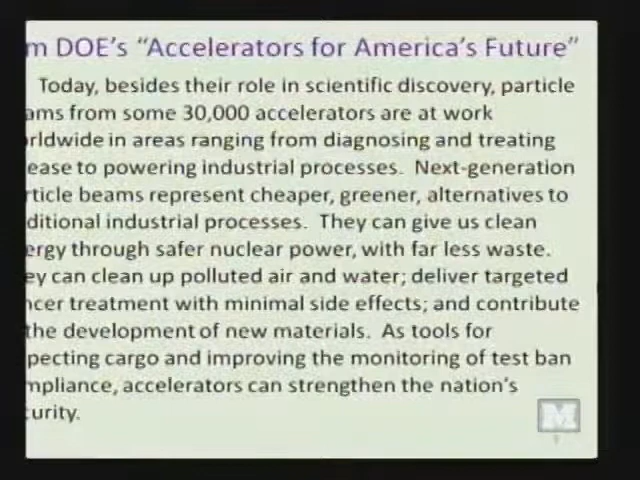 m DOE's "Accelerators for America's Future"
Today, besides their role in scientific discovery, particle
ams from some 30,000 accelerators are at work
rldwide in areas ranging from diagnosing and treating
ease to powering industrial processes. Next-generation
rticle beams represent cheaper, greener, alternatives to
ditional industrial processes. They can give us clean
ergy through safer nuclear power, with far less waste.
ey can clean up polluted air and water; deliver targeted
ncer treatment with minimal side effects; and contribute
the development of new materials. As tools for
pecting cargo and improving the monitoring of test ban
mpliance, accelerators can strengthen the nation's
urity.
M